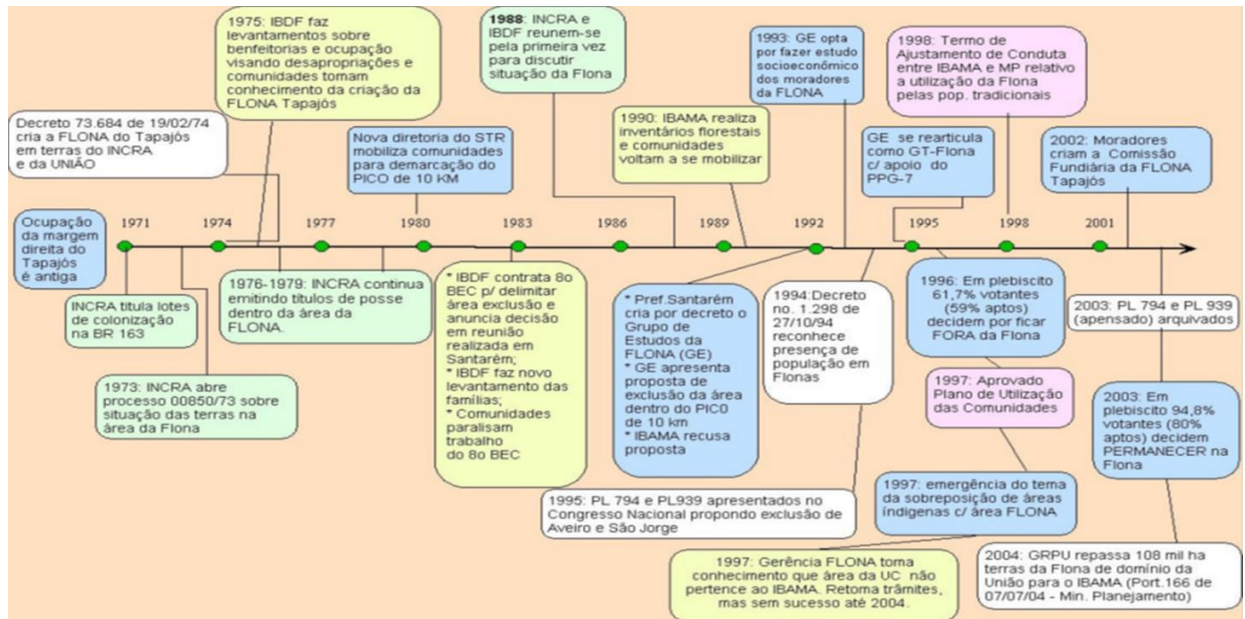 1975: IBDF faz
levantamentos sobre
benfeitorias e ocupação
visando desapropriações e
comunidades tomam
conhecimento da criação da
FLONA Tapajós
1988: INCRA e
IBDF reunem-se
pela primeira vez
para discutir
situação da Flona
1993: GE opta
por fazer estudo
socioeconômico
dos moradores
da FLONA
1998: Termo de
Ajustamento de Conduta
entre IBAMA e MP relativo
a utilização da Flona
pelas pop. tradicionais
Decreto 73.684 de 19/02/74
cria a FLONA do Tapajós
em terras do INCRA
e da UNIÃO
Nova diretoria do STR
mobiliza comunidades
para demarcação do
PICO de 10 KM
1990: IBAMA realiza
inventários florestais
e comunidades
voltam a se mobilizar
GE se rearticula
como GT-Flona
c/ apoio do
PPG-7
2002: Moradores
criam a Comissão
Fundiária da FLONA
Tapajós
Ocupação
da margem
direita do
Tapajós
é antiga
1971
1974
1977
1980
1983
1986
1989
1992
1995
1998
2001
INCRA titula lotes
de colonização
na BR 163
1976-1979: INCRA continua
emitindo títulos de posse
dentro da área da
FLONA.
* IBDF contrata 8o
BEC p/ delimitar
área exclusão e
anuncia decisão
em reunião
realizada em
Santarém;
* IBDF faz novo
levantamento das
famílias;
* Comunidades
paralisam
trabalho
do 8o BEC
* Pref.Santarém
cria por decreto o
Grupo de
Estudos da
FLONA (GE)
* GE apresenta
proposta de
exclusão da área
dentro do PICO
de 10 km
* IBAMA recusa
proposta
1994:Decreto
no. 1.298 de
27/10/94
reconhece
presença de
população em
Flonas
1996: Em plebiscito
61,7% votantes
(59% aptos)
decidem por ficar
FORA da Flona
2003: PL 794 e PL 939
(apensado) arquivados
1973: INCRA abre
processo 00850/73 sobre
situação das terras na
área da Flona
1997: Aprovado
Plano de Utilização
das Comunidades
2003: Em
plebiscito 94,8%
votantes (80%
aptos) decidem
PERMANECER na
Flona
1995: PL 794 e PL939 apresentados no
Congresso Nacional propondo exclusão de
Aveiro e São Jorge
1997: emergência do tema
da sobreposição de áreas
índigenas c/ área FLONA
1997: Gerência FLONA toma
conhecimento que área da UC não
pertence ao IBAMA. Retoma trâmites,
mas sem sucesso até 2004.
2004: GRPU repassa 108 mil ha
terras da Flona de domínio da
União para o IBAMA (Port.166 de
07/07/04 - Min. Planejamento)